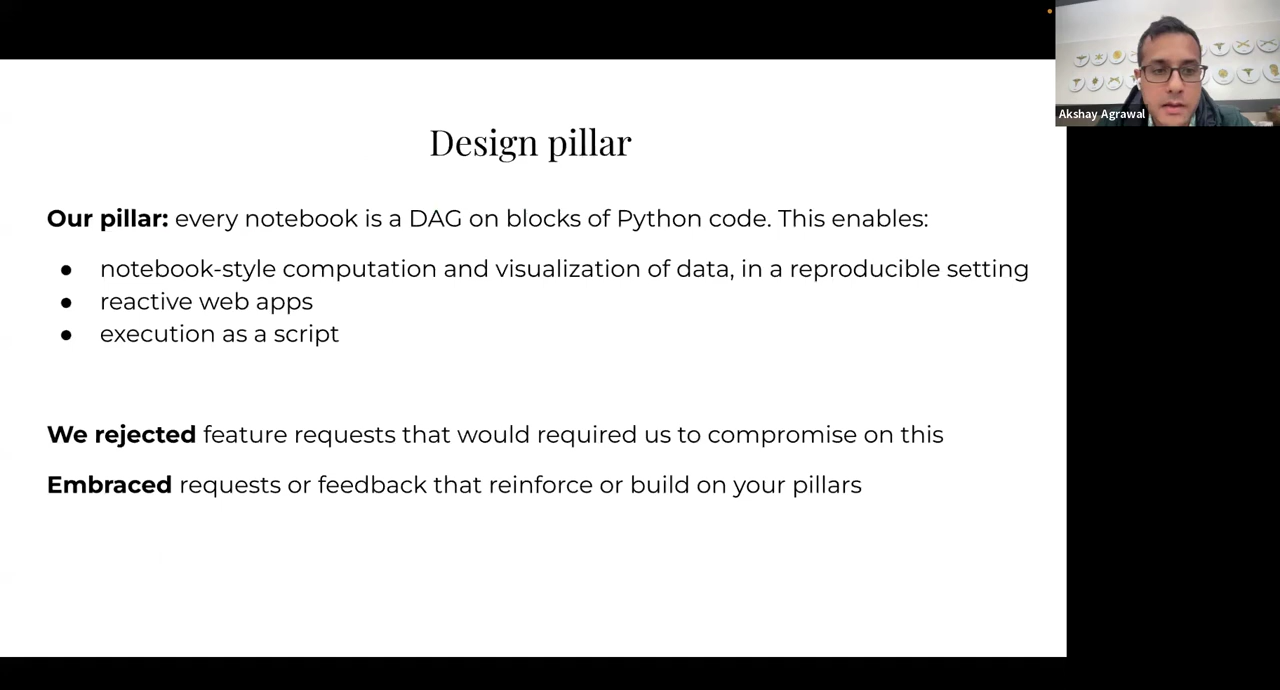 Akshay Agrawal
Design pillar
Our pillar: every notebook is a DAG on blocks of Python code. This enables:
● notebook-style computation and visualization of data, in a reproducible setting
● reactive web apps
● execution as a script
We rejected feature requests that would required us to compromise on this
Embraced requests or feedback that reinforce or build on your pillars